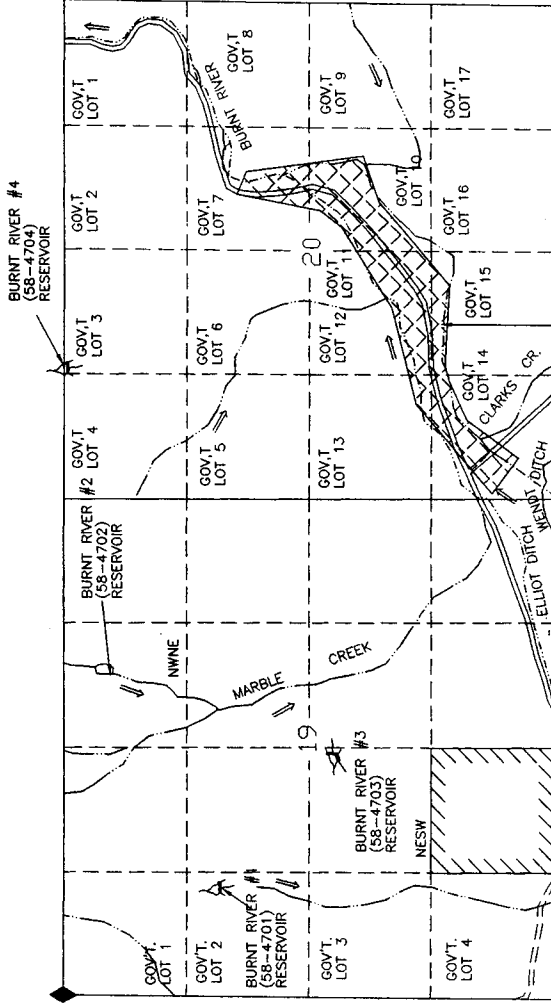 BURNT RIVER #4
(58-4704)
RESERVOIR
BURNT RIVER #2
(58-4702)
RESERVOIR
GOV'T.
LOT 1
NWNE
GOV,T
LOT 4
GOV,T
LOT 3
GOV,T
LOT 2
GOV,T
LOT 1
GOV'T.
LOT 2
GOV,T
LOT 5
GOV,T
LOT 6
GOV,T
LOT 7
GOV,T
LOT 8
BURNT RIVER
BURNT RIVER #1
(58-4701)
RESERVOIR
MARBLE CREEK
19
20
GOV'T.
LOT 3
BURNT RIVER #3
(58-4703)
RESERVOIR
NESW
GOV,T
LOT 13
GOV,T
LOT 12
GOV,T
LOT 11
GOV,T
LOT 10
GOV,T
LOT 9
GOV'T.
LOT 4
ELLIOT DITCH
WENDT DITCH
CLARKS CR.
GOV,T
LOT 14
GOV,T
LOT 15
GOV,T
LOT 16
GOV,T
LOT 17